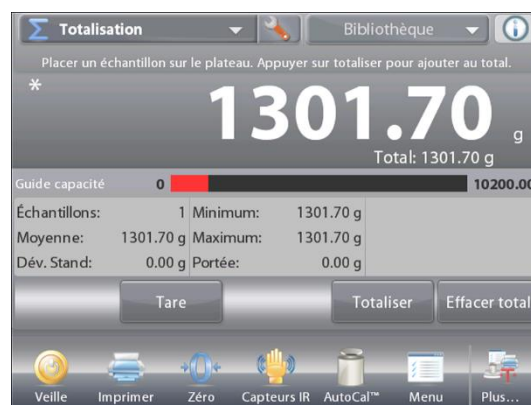 Σ Totalisation Bibliothèque
Placer un échantillon sur le plateau. Appuyer sur totaliser pour ajouter au total.
*
1301.70 g
Total: 1301.70 g
Guide capacité 0 10200.00
Échantillons: 1 Minimum: 1301.70 g
Moyenne: 1301.70 g Maximum: 1301.70 g
Dév. Stand: 0.00 g Portée: 0.00 g
Tare Totaliser Effacer total
Veille Imprimer Zéro Capteurs IR AutoCal™ Menu Plus...